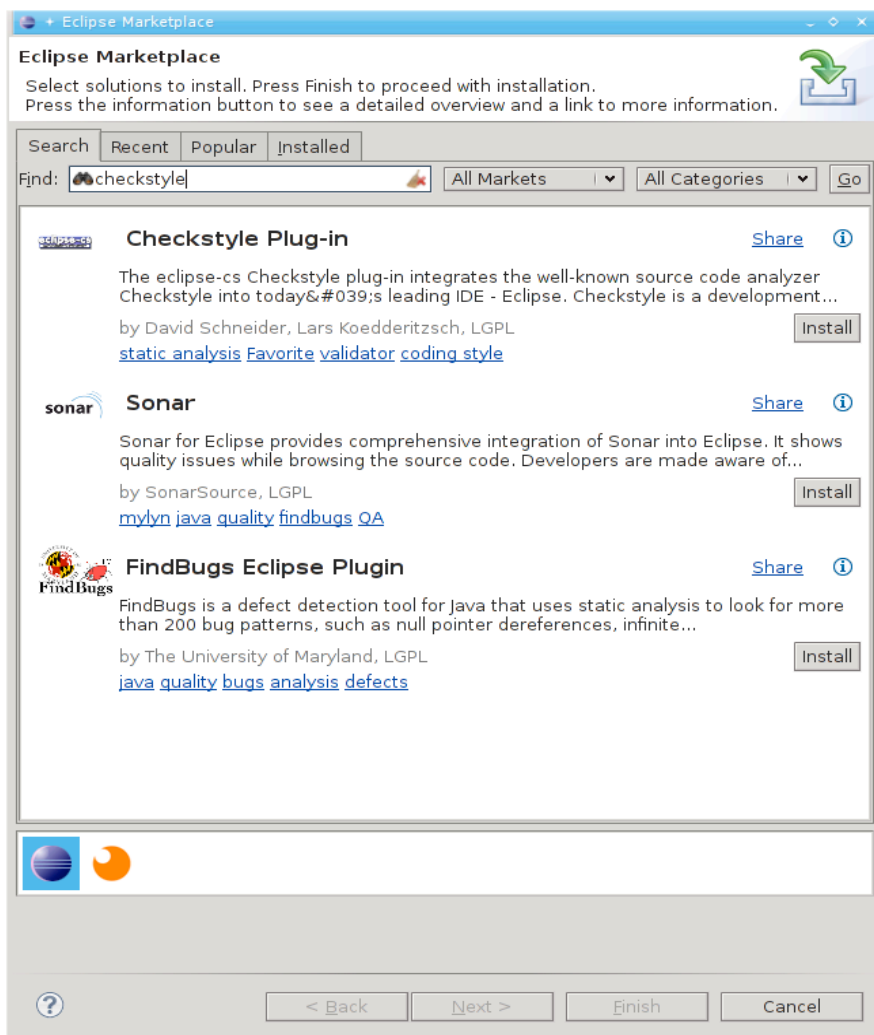 + Eclipse Marketplace
Eclipse Marketplace
Select solutions to install. Press Finish to proceed with installation.
Press the information button to see a detailed overview and a link to more information.
Search Recent Popular Installed
Find: checkstyle All Markets All Categories Go
eclipse-cs Checkstyle Plug-in Share
The eclipse-cs Checkstyle plug-in integrates the well-known source code analyzer
Checkstyle into today&#039;s leading IDE - Eclipse. Checkstyle is a development...
by David Schneider, Lars Koedderitzsch, LGPL Install
static analysis Favorite validator coding style
sonar Sonar Share
Sonar for Eclipse provides comprehensive integration of Sonar into Eclipse. It shows
quality issues while browsing the source code. Developers are made aware of...
by SonarSource, LGPL Install
mylyn java quality findbugs QA
FindBugs FindBugs Eclipse Plugin Share
FindBugs is a defect detection tool for Java that uses static analysis to look for more
than 200 bug patterns, such as null pointer dereferences, infinite...
by The University of Maryland, LGPL Install
java quality bugs analysis defects
? < Back Next > Finish Cancel